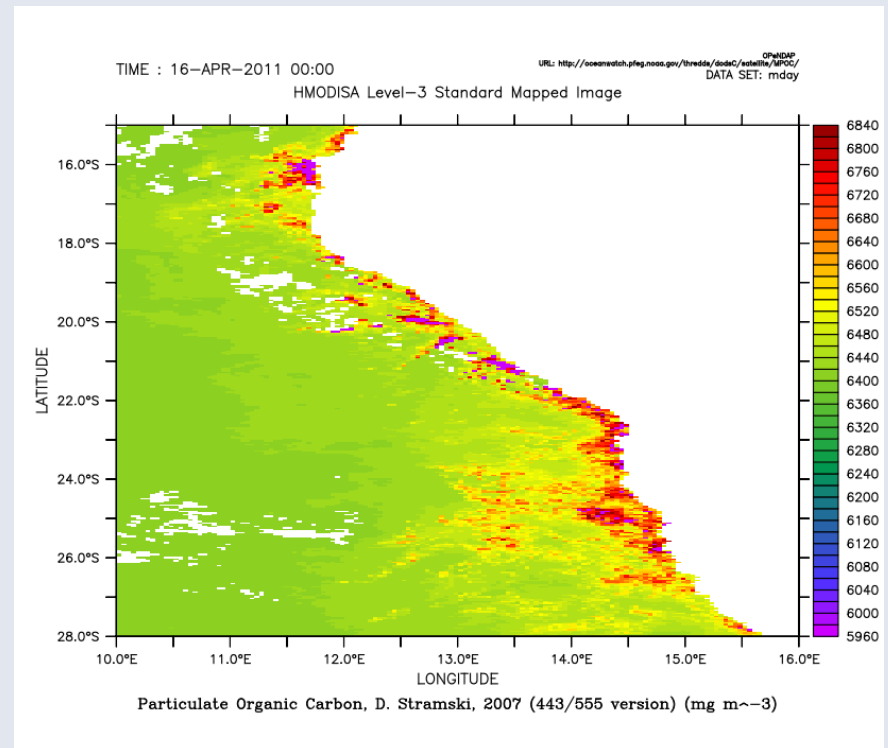 OPeNDAP
URL: http://oceanwatch.pfeg.noaa.gov/thredds/dodsC/satellite/MPOC/
TIME : 16-APR-2011 00:00
DATA SET: mday
HMODISA Level-3 Standard Mapped Image
6840
6800
6760
6720
6680
6640
6600
6560
6520
6480
6440
6400
6360
6320
6280
6240
6200
6160
6120
6080
6040
6000
5960
LATITUDE
16.0°S
18.0°S
20.0°S
22.0°S
24.0°S
26.0°S
28.0°S
10.0°E 11.0°E 12.0°E 13.0°E 14.0°E 15.0°E 16.0°E
LONGITUDE
Particulate Organic Carbon, D. Stramski, 2007 (443/555 version) (mg m^-3)